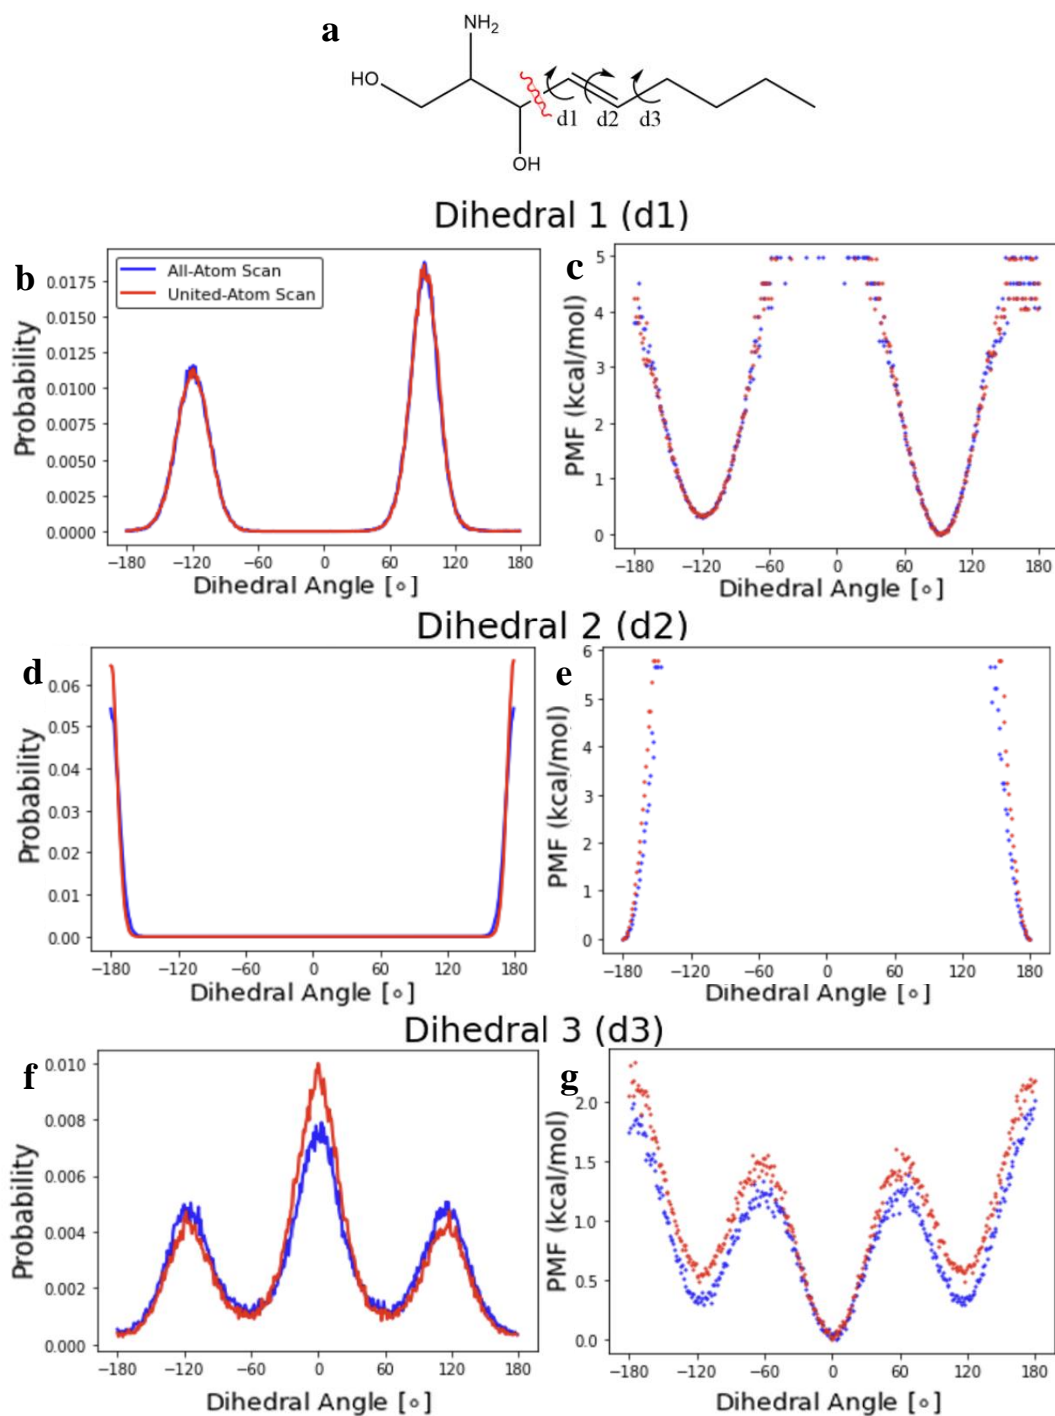 a
NH2
HO
d1 d2 d3
OH
Dihedral 1 (d1)
b
All-Atom Scan
United-Atom Scan
0.0175
0.0150
0.0125
0.0100
0.0075
0.0050
0.0025
0.0000
Probability
−180 −120 −60 0 60 120 180
Dihedral Angle [∘]
c
5
4
3
2
1
0
PMF (kcal/mol)
−180 −120 −60 0 60 120 180
Dihedral Angle [∘]
Dihedral 2 (d2)
d
0.06
0.05
0.04
0.03
0.02
0.01
0.00
Probability
−180 −120 −60 0 60 120 180
Dihedral Angle [∘]
e
6
5
4
3
2
1
0
PMF (kcal/mol)
−180 −120 −60 0 60 120 180
Dihedral Angle [∘]
Dihedral 3 (d3)
f
0.010
0.008
0.006
0.004
0.002
0.000
Probability
−180 −120 −60 0 60 120 180
Dihedral Angle [∘]
g
2.0
1.5
1.0
0.5
0.0
PMF (kcal/mol)
−180 −120 −60 0 60 120 180
Dihedral Angle [∘]